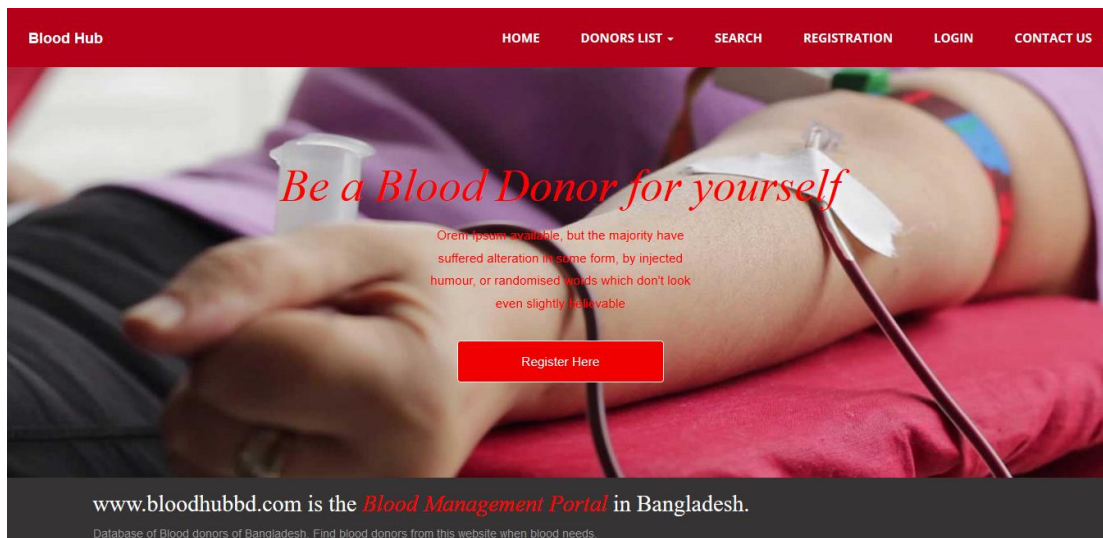 Blood Hub
HOME DONORS LIST SEARCH REGISTRATION LOGIN CONTACT US
Be a Blood Donor for yourself
Orem Ipsum available, but the majority have
suffered alteration in some form, by injected
humour, or randomised words which don't look
even slightly believable
Register Here
www.bloodhubbd.com is the Blood Management Portal in Bangladesh.
Database of Blood donors of Bangladesh. Find blood donors from this website when blood needs.